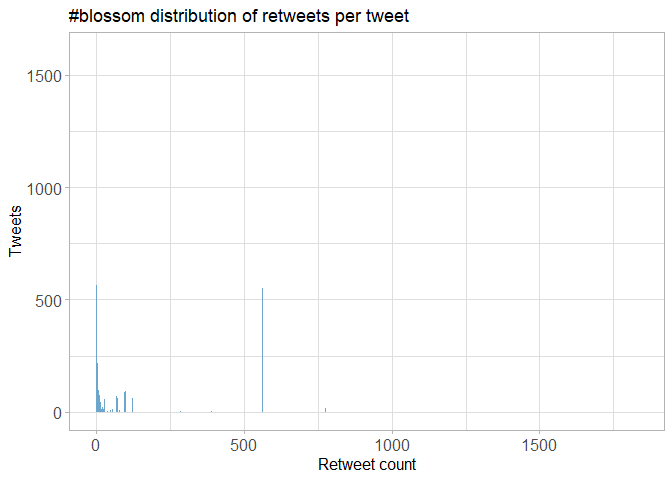 #blossom distribution of retweets per tweet
1500
1000
500
0
Tweets
0 500 1000 1500
Retweet count